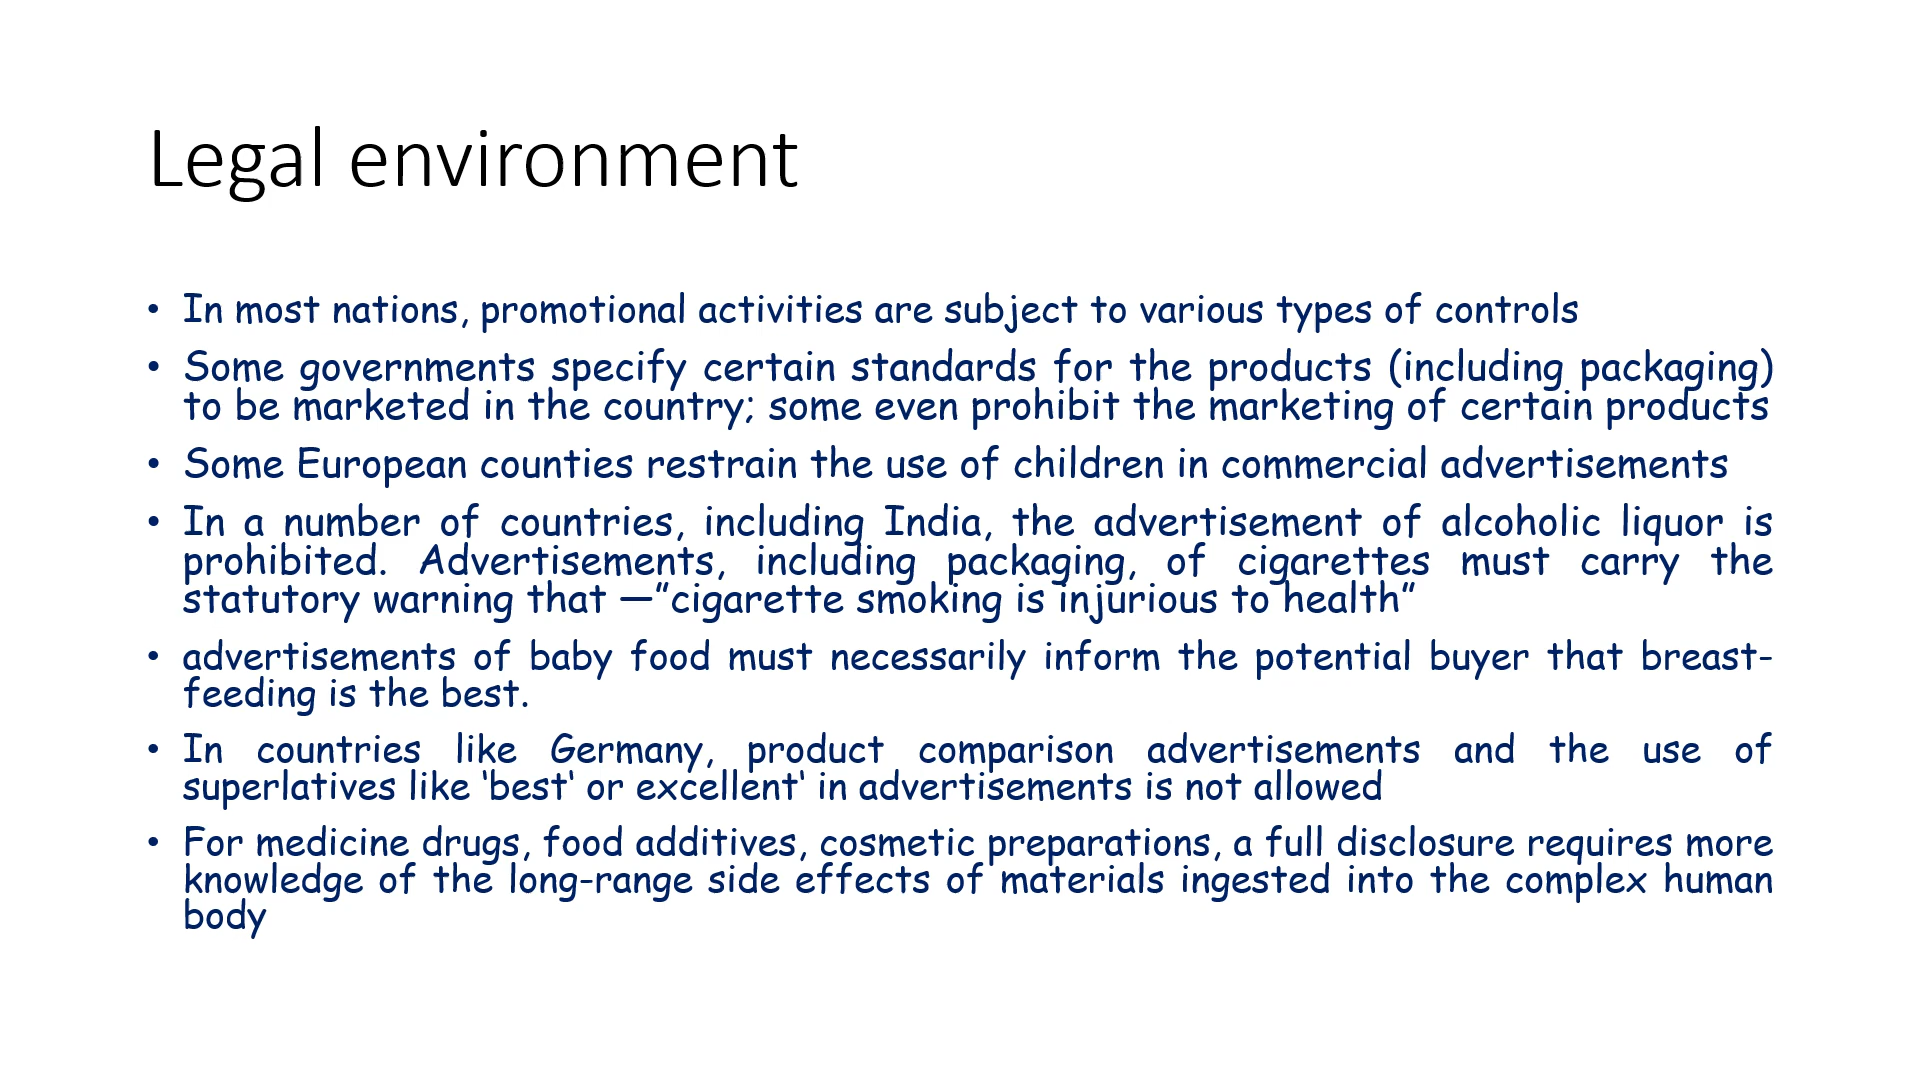 Legal environment
• In most nations, promotional activities are subject to various types of controls
• Some governments specify certain standards for the products (including packaging)
to be marketed in the country; some even prohibit the marketing of certain products
• Some European counties restrain the use of children in commercial advertisements
• In a number of countries, including India, the advertisement of alcoholic liquor is
prohibited. Advertisements, including packaging, of cigarettes must carry the
statutory warning that —”cigarette smoking is injurious to health”
• advertisements of baby food must necessarily inform the potential buyer that breast-
feeding is the best.
• In countries like Germany, product comparison advertisements and the use of
superlatives like ‘best‘ or excellent‘ in advertisements is not allowed
• For medicine drugs, food additives, cosmetic preparations, a full disclosure requires more
knowledge of the long-range side effects of materials ingested into the complex human
body